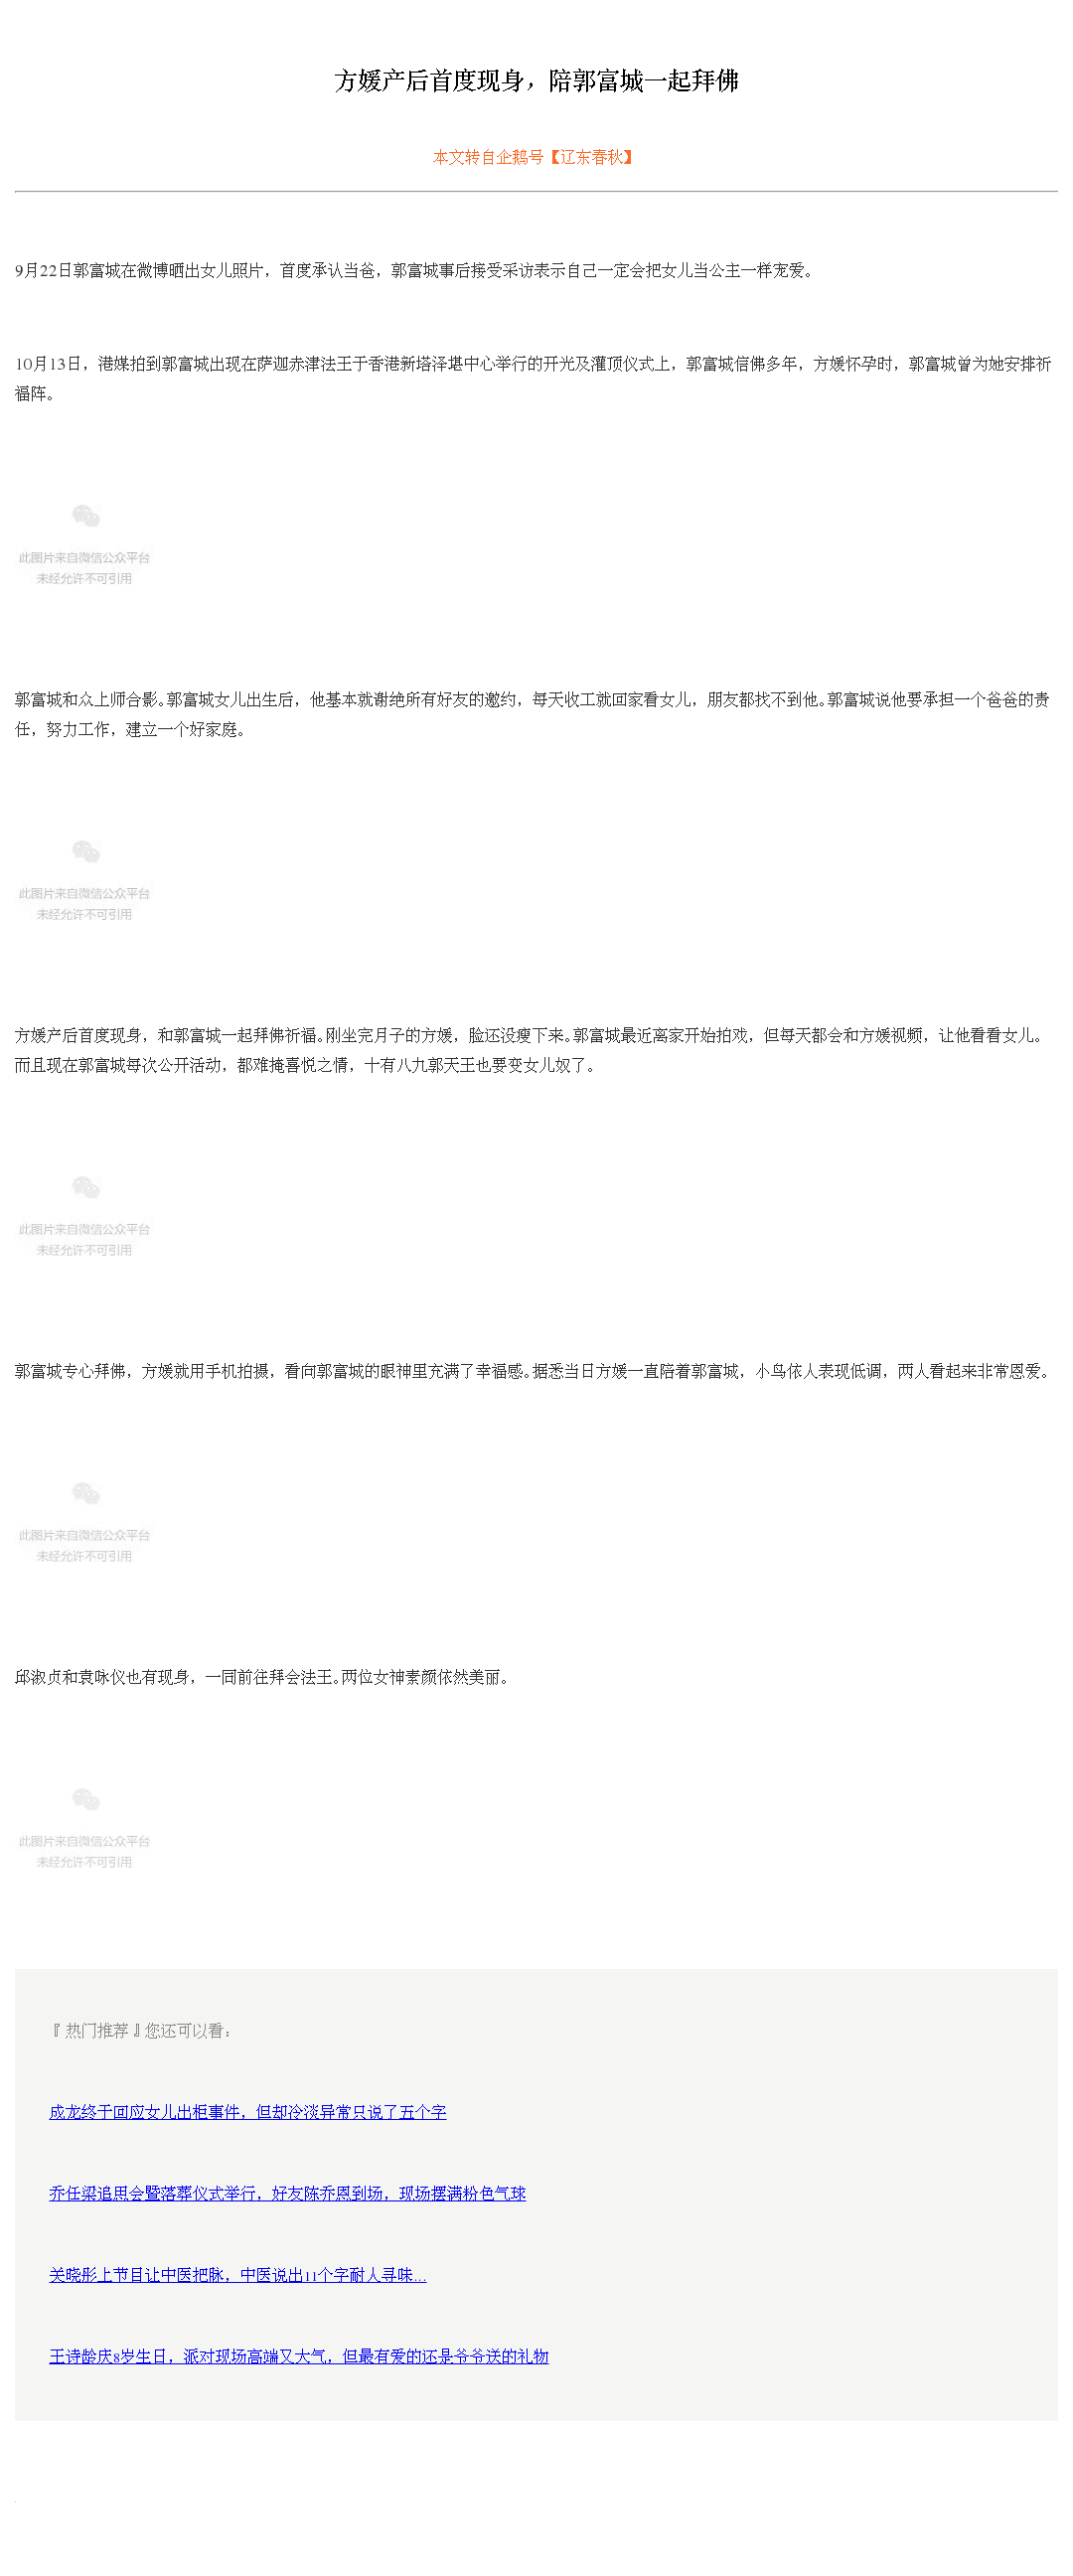 方媛产后首度现身，陪郭富城一起拜佛
本文转自企鹅号【辽东春秋】
9月22日郭富城在微博晒出女儿照片，首度承认当爸，郭富城事后接受采访表示自己一定会把女儿当公主一样宠爱。
10月13日，港媒拍到郭富城出现在萨迦赤津法王于香港新塔泽堪中心举行的开光及灌顶仪式上，郭富城信佛多年，方媛怀孕时，郭富城曾为她安排祈
福阵。
此图片来自微信公众平台
未经允许不可引用
郭富城和众上师合影。郭富城女儿出生后，他基本就谢绝所有好友的邀约，每天收工就回家看女儿，朋友都找不到他。郭富城说他要承担一个爸爸的责
任，努力工作，建立一个好家庭。
此图片来自微信公众平台
未经允许不可引用
方媛产后首度现身，和郭富城一起拜佛祈福。刚坐完月子的方媛，脸还没瘦下来。郭富城最近离家开始拍戏，但每天都会和方媛视频，让他看看女儿。
而且现在郭富城每次公开活动，都难掩喜悦之情，十有八九郭天王也要变女儿奴了。
此图片来自微信公众平台
未经允许不可引用
郭富城专心拜佛，方媛就用手机拍摄，看向郭富城的眼神里充满了幸福感。据悉当日方媛一直陪着郭富城，小鸟依人表现低调，两人看起来非常恩爱。
此图片来自微信公众平台
未经允许不可引用
邱淑贞和袁咏仪也有现身，一同前往拜会法王。两位女神素颜依然美丽。
此图片来自微信公众平台
未经允许不可引用
『热门推荐』您还可以看：
成龙终于回应女儿出柜事件，但却冷淡异常只说了五个字
乔任梁追思会暨落葬仪式举行，好友陈乔恩到场，现场摆满粉色气球
关晓彤上节目让中医把脉，中医说出11个字耐人寻味...
王诗龄庆8岁生日，派对现场高端又大气，但最有爱的还是爷爷送的礼物